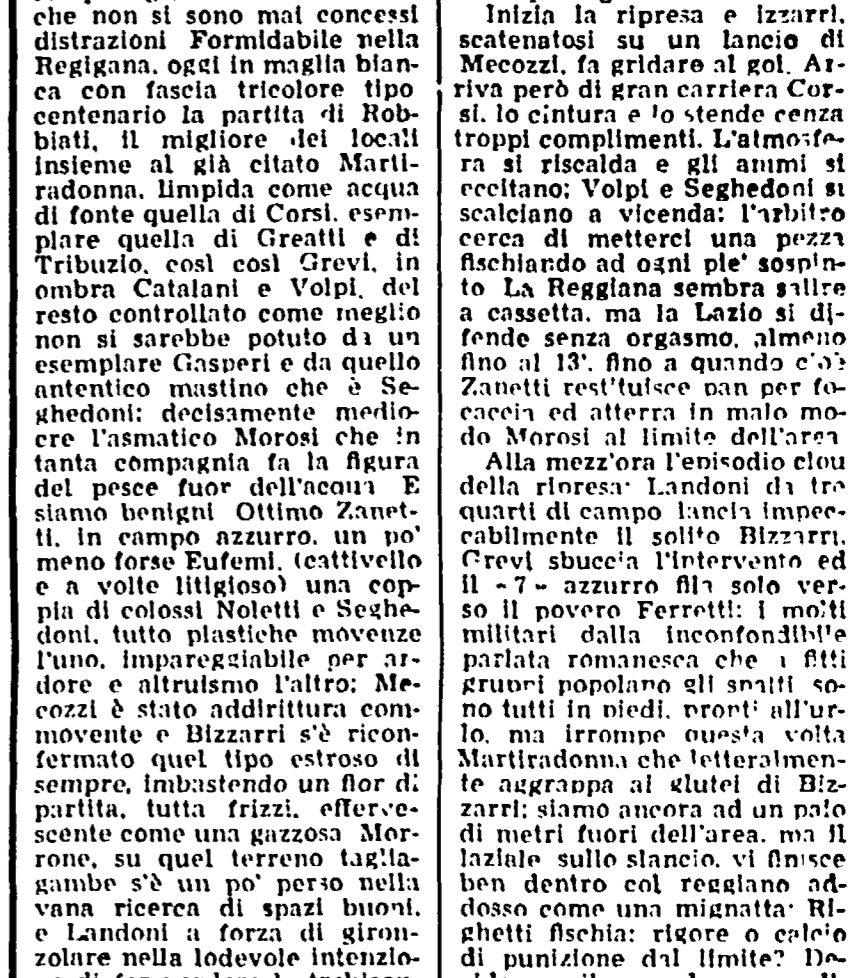 che non si sono mai concessi
distrazioni Formidabile nella
Regigana. oggi in maglia bian-
ca con fascia tricolore tipo
centenario la partita di Rob-
biati, il migliore dei locali
insieme al già citato Marti-
radonna. limpida come acqua
di fonte quella di Corsi. esem-
plare quella di Greatti e di
Tribuzio. così così Grevi. in
ombra Catalani e Volpi. del
resto controllato come meglio
non si sarebbe potuto da un
esemplare Gasperi e da quello
antentico mastino che è Se-
ghedoni: decisamente medio-
cre l'asmatico Morosi che in
tanta compagnia fa la figura
del pesce fuor dell'acqua E
siamo benigni Ottimo Zanet-
ti. in campo azzurro. un po'
meno forse Eufemi. (cattivello
e a volte litigioso) una cop-
pia di colossi Noletti e Seghe-
doni. tutto plastiche movenze
l'uno. impareggiabile per ar-
dore e altruismo l'altro: Me-
cozzi è stato addirittura com-
movente e Bizzarri s'è ricon-
fermato quel tipo estroso di
sempre, imbastendo un fior di
partita, tutta frizzi. efferve-
scente come una gazzosa Mor-
rone, su quel terreno taglia-
gambe s'è un po' perso nella
vana ricerca di spazi buoni.
e Landoni a forza di giron-
zolare nella lodevole intenzio-
Inizia la ripresa e izzarri.
scatenatosi su un lancio di
Mecozzi. fa gridare al gol. Ar-
riva però di gran carriera Cor-
si. lo cintura e lo stende cenza
troppi complimenti. L'atmosfe-
ra si riscalda e gli animi si
eccitano: Volpi e Seghedoni si
scalciano a vicenda: l'arbitro
cerca di metterci una pezza
fischiando ad ogni pie' sospin-
to La Reggiana sembra salire
a cassetta. ma la Lazio si di-
fende senza orgasmo, almeno
fino al 13'. fino a quando c'oè
Zanetti restituisce pan per fo-
caccia ed atterra in malo mo-
do Morosi al limite dell'area
Alla mezz'ora l'episodio clou
della ripresa: Landoni da tre
quarti di campo lancia impec-
cabilmente il solito Bizzarri.
Grevi sbuccia l'intervento ed
il - 7 - azzurro fila solo ver-
so il povero Ferretti: i molti
militari dalla inconfondibile
parlata romanesca che i fitti
gruppi popolano gli spalti so-
no tutti in piedi. pronti all'ur-
lo. ma irrompe questa volta
Martiradonna che letteralmen-
te aggrappa ai glutei di Biz-
zarri: siamo ancora ad un palo
di metri fuori dell'area. ma il
laziale sullo slancio. vi finisce
ben dentro col reggiano ad-
dosso come una mignatta: Ri-
ghetti fischia: rigore o calcio
di punizione dal limite? De-